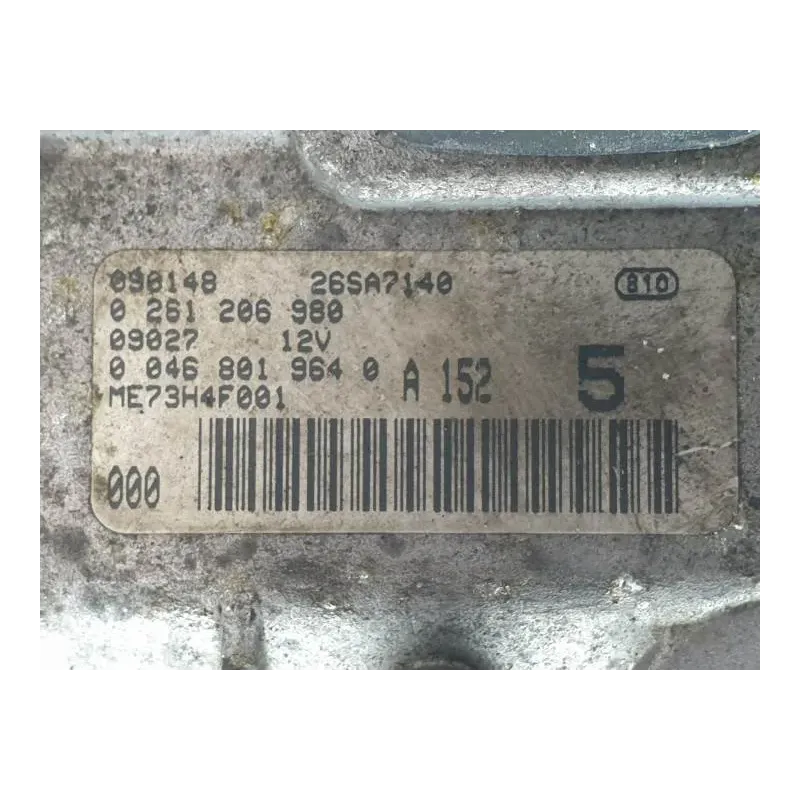 090148 26SA7140 810
0 261 206 980
09027 12V
0 046 801 964 0 A 152 5
ME73H4F001
000